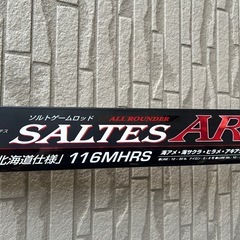 ソルトゲームロッド
ALL ROUNDER
SALTES AR
北海道仕様」 116MHRS
海アメ・海サクラ・ヒラメ・アキア